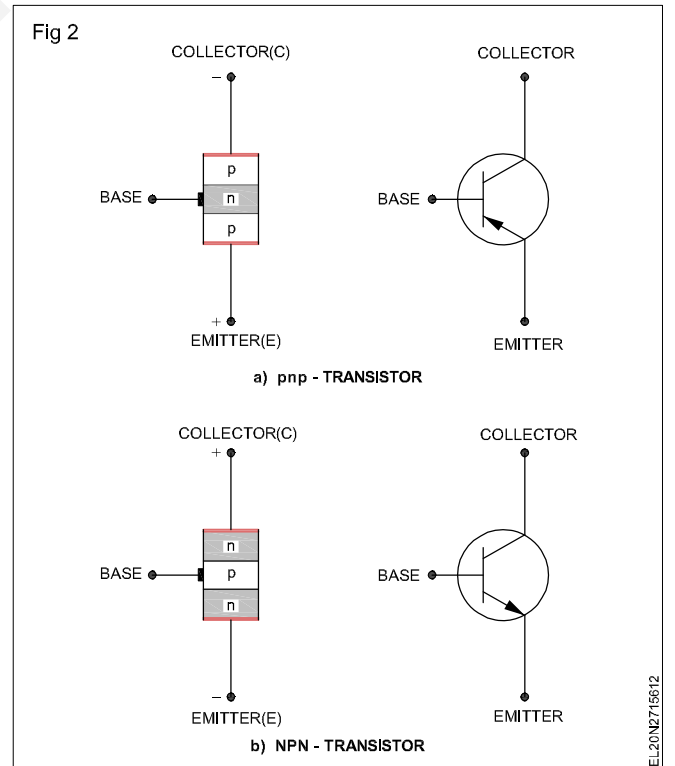 Fig 2
COLLECTOR(C)
COLLECTOR
–
p
BASE
n
BASE
p
+
EMITTER(E)
EMITTER
a) pnp - TRANSISTOR
COLLECTOR(C)
COLLECTOR
+
n
BASE
p
BASE
n
–
EMITTER(E)
EMITTER
b) NPN - TRANSISTOR
EL20N2715612